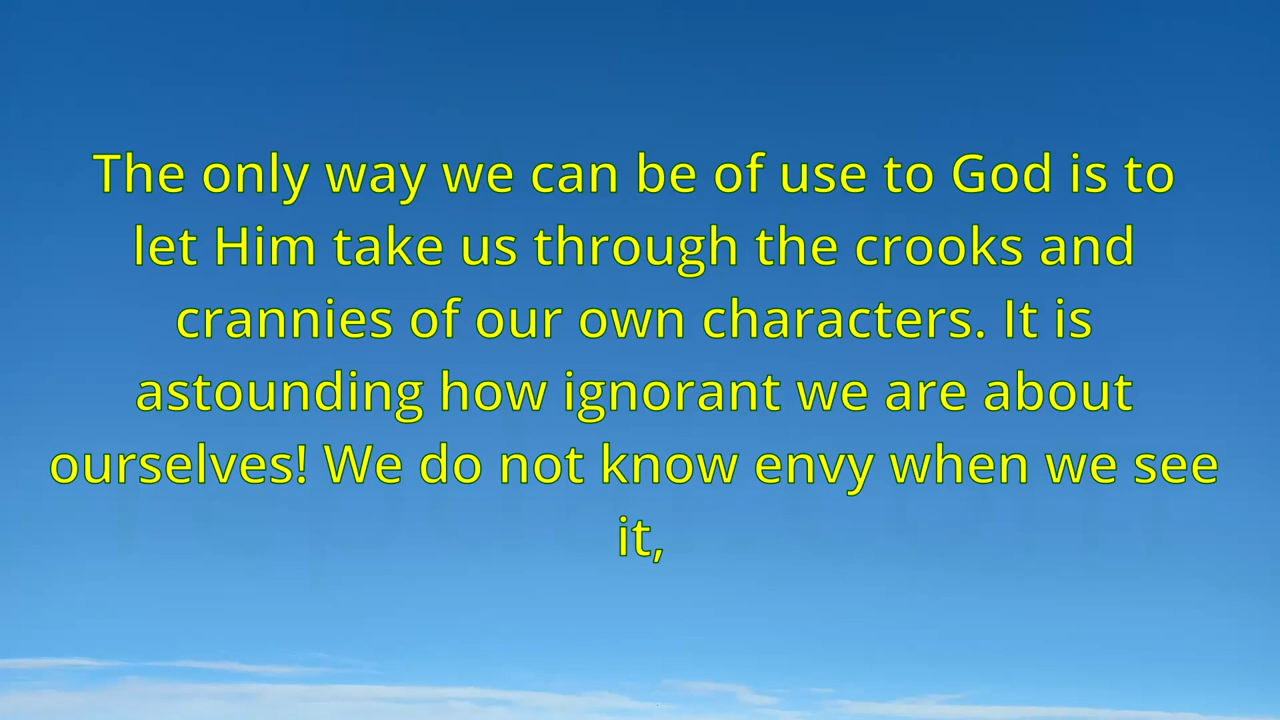 The only way we can be of use to God is to
let Him take us through the crooks and
crannies of our own characters. It is
astounding how ignorant we are about
ourselves! We do not know envy when we see
it,